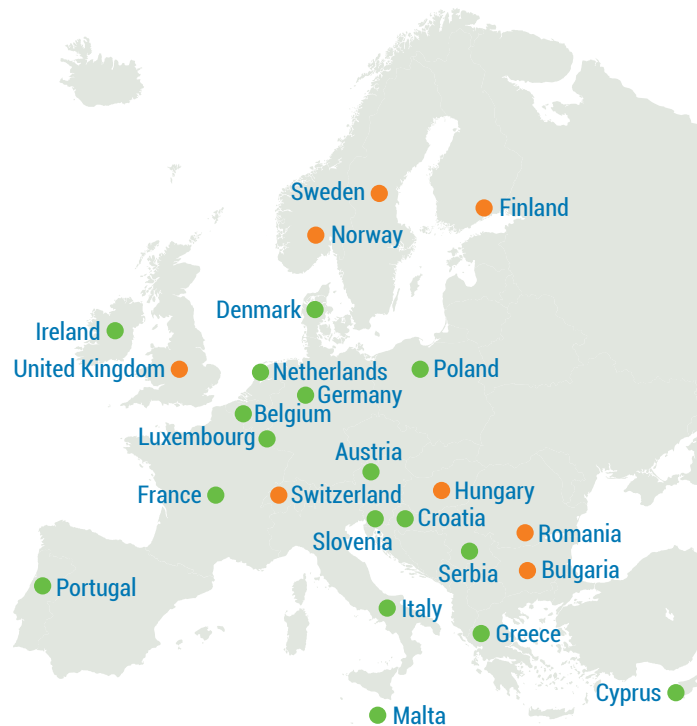 Sweden
Finland
Norway
Denmark
Ireland
United Kingdom
Netherlands
Poland
Germany
Belgium
Luxembourg
Austria
France
Switzerland
Hungary
Croatia
Slovenia
Romania
Serbia
Bulgaria
Portugal
Italy
Greece
Cyprus
Malta